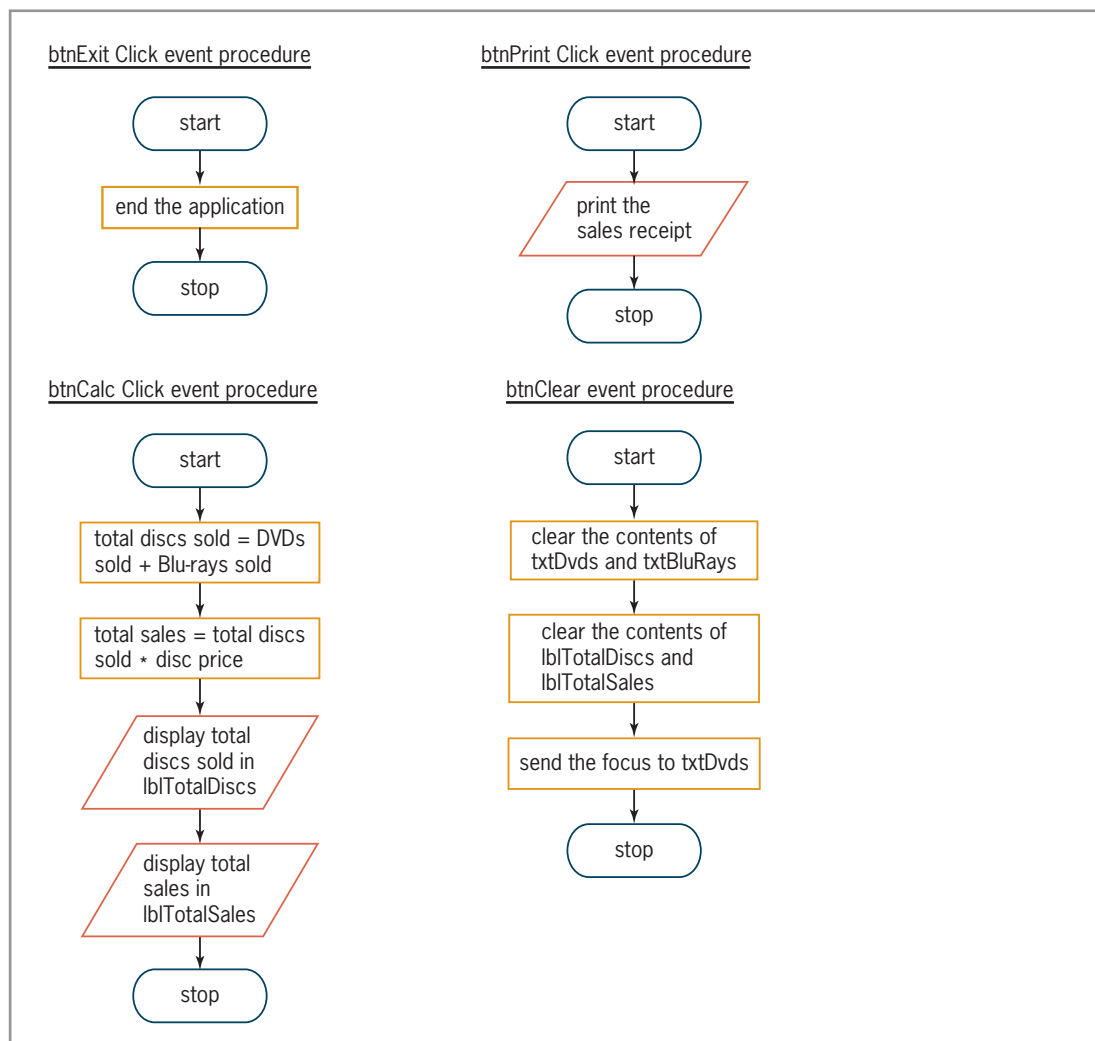 btnExit Click event procedure
start
end the application
stop
btnPrint Click event procedure
start
print the
sales receipt
stop
btnCalc Click event procedure
start
total discs sold = DVDs
sold + Blu-rays sold
total sales = total discs
sold * disc price
display total
discs sold in
lblTotalDiscs
display total
sales in
lblTotalSales
stop
btnClear event procedure
start
clear the contents of
txtDvds and txtBluRays
clear the contents of
lblTotalDiscs and
lblTotalSales
send the focus to txtDvds
stop